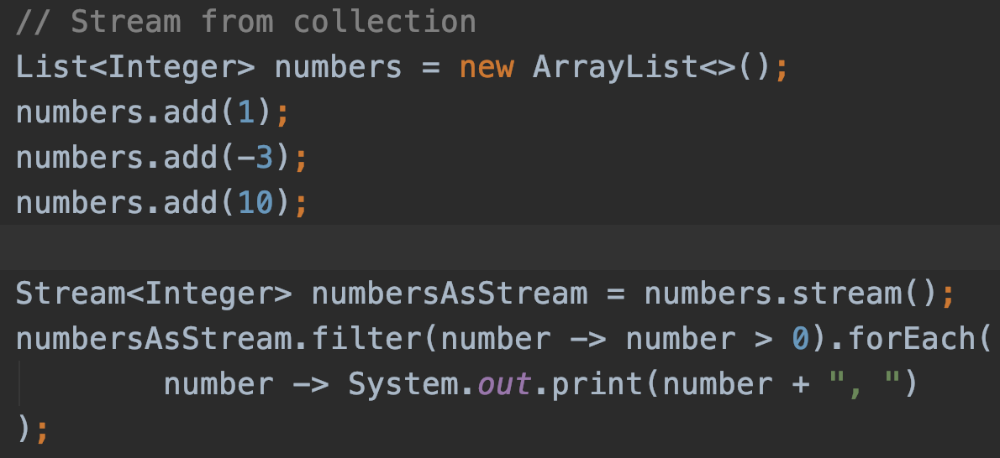 // Stream from collection
List<Integer> numbers = new ArrayList<>();
numbers.add(1);
numbers.add(-3);
numbers.add(10);
Stream<Integer> numbersAsStream = numbers.stream();
numbersAsStream.filter(number -> number > 0).forEach(
        number -> System.out.print(number + ", ")
);